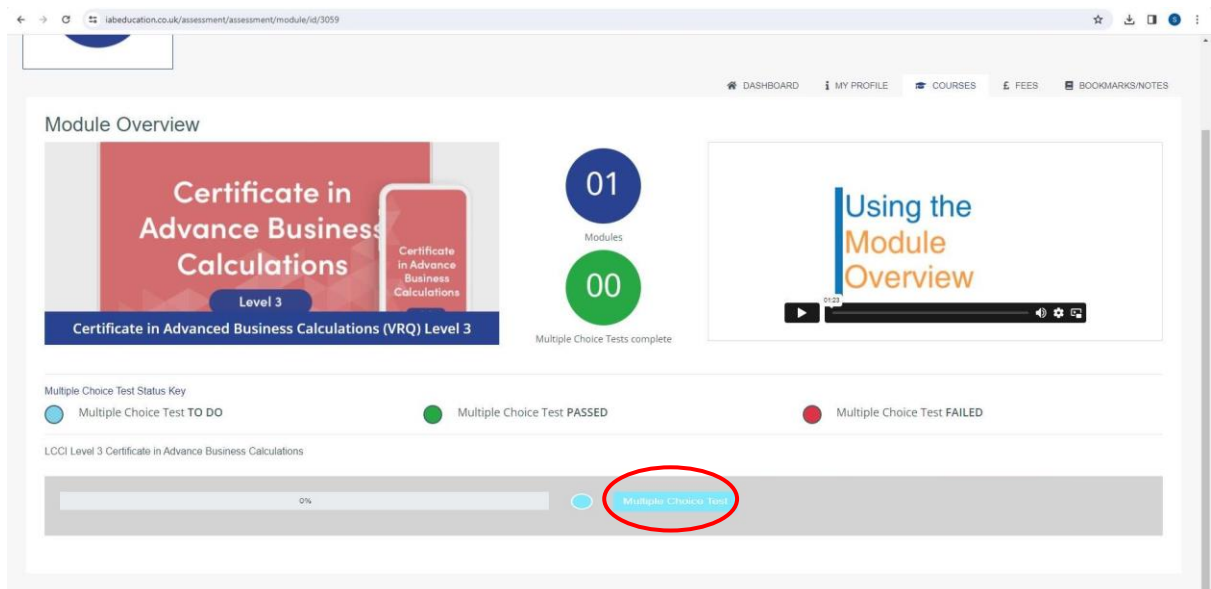 iabeducation.co.uk/assessment/assessment/module/id/3059
S
DASHBOARD
MY PROFILE
COURSES
£ FEES
BOOKMARKS/NOTES
Module Overview
Certificate in
Advance Business
Calculations
Level 3
Certificate
in Advance
Business
Calculations
Certificate in Advanced Business Calculations (VRQ) Level 3
01
Modules
00
Multiple Choice Tests complete
Using the
Module
Overview
01:23
Multiple Choice Test Status Key
Multiple Choice Test TO DO
Multiple Choice Test PASSED
Multiple Choice Test FAILED
LCCI Level 3 Certificate in Advance Business Calculations
0%
Multiple Choice Test